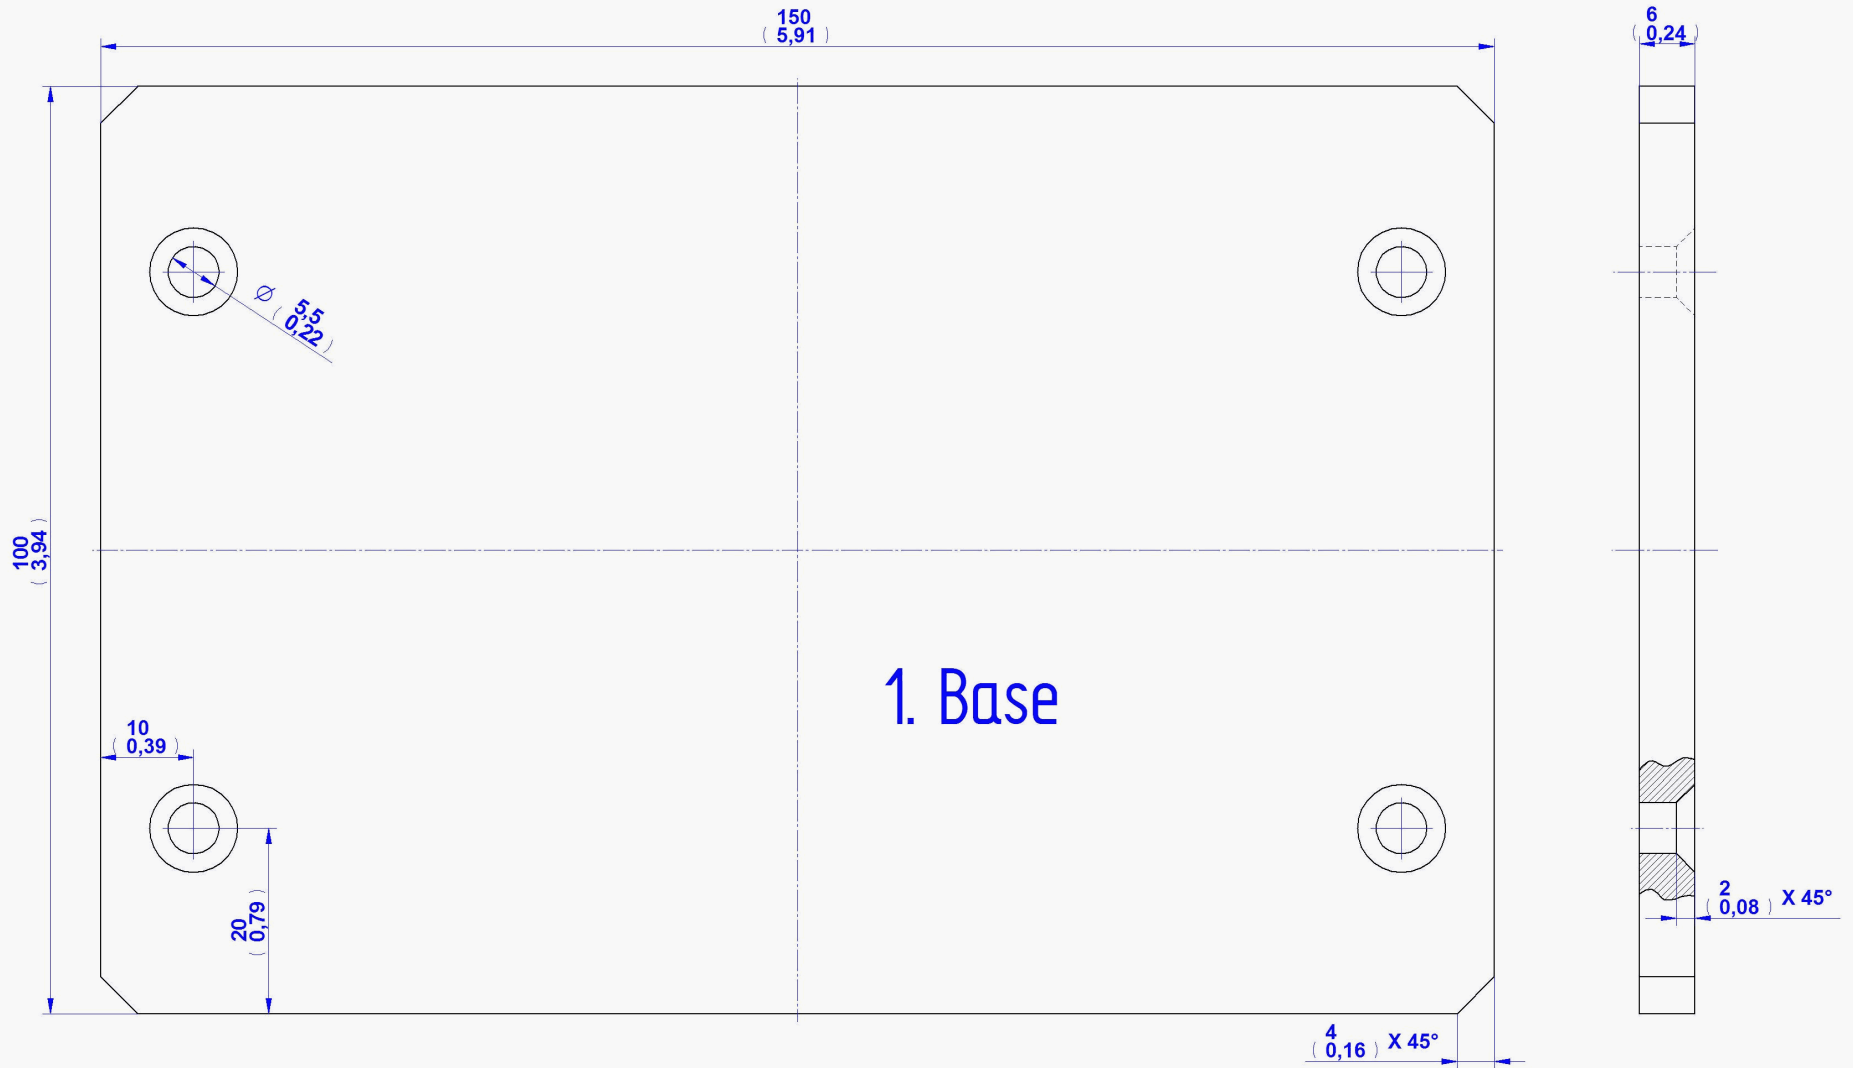 150
( 5,91 )
6
( 0,24 )
Ø 5,5
( 0,22 )
100
( 3,94 )
1. Base
10
( 0,39 )
20
( 0,79 )
2
( 0,08 ) X 45°
4
( 0,16 ) X 45°